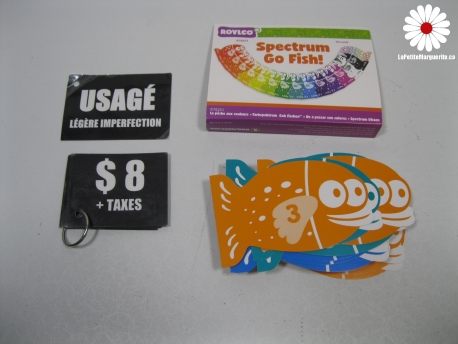 LaPetiteMarguerite.ca
ROYLCO
Spectrum
Go Fish!
USAGÉ
LÉGÈRE IMPERFECTION
$ 8
+ TAXES
3